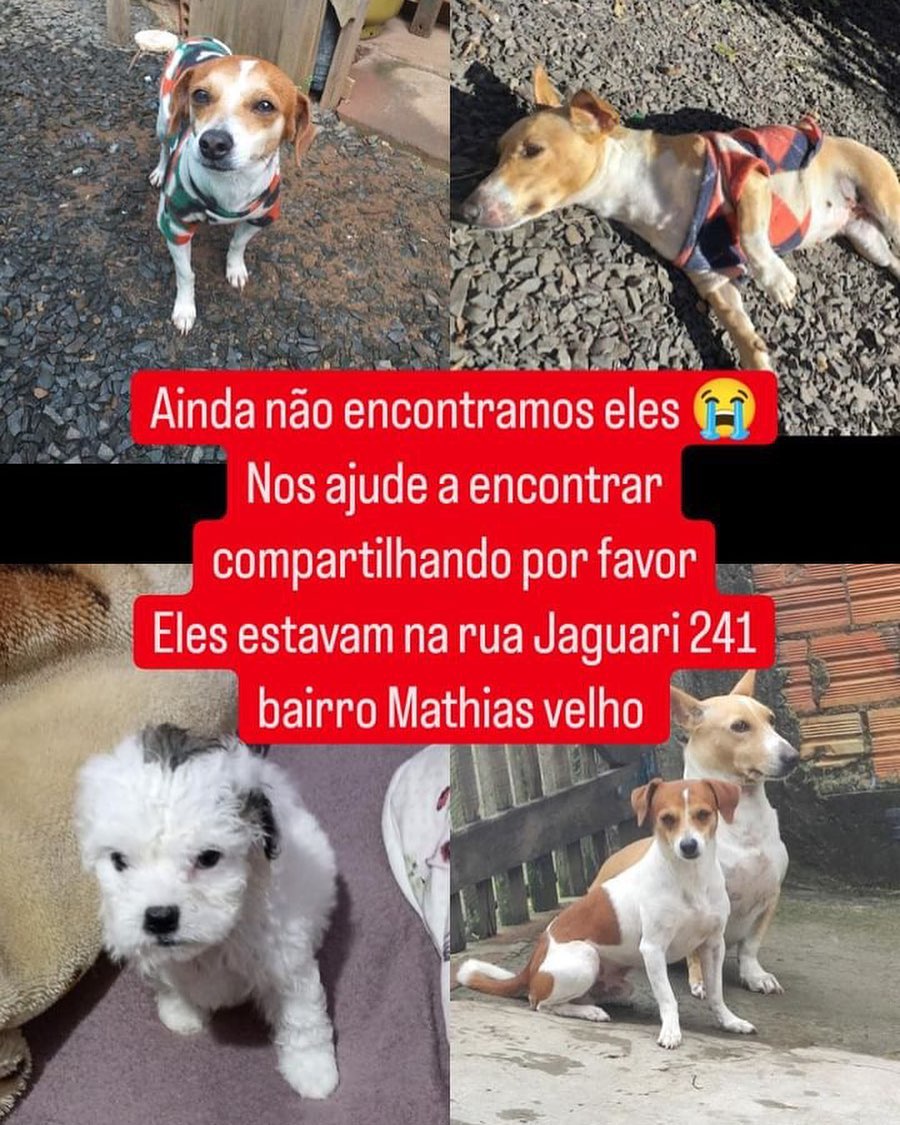 Ainda não encontramos eles 😭
Nos ajude a encontrar
compartilhando por favor
Eles estavam na rua Jaguari 241
bairro Mathias velho